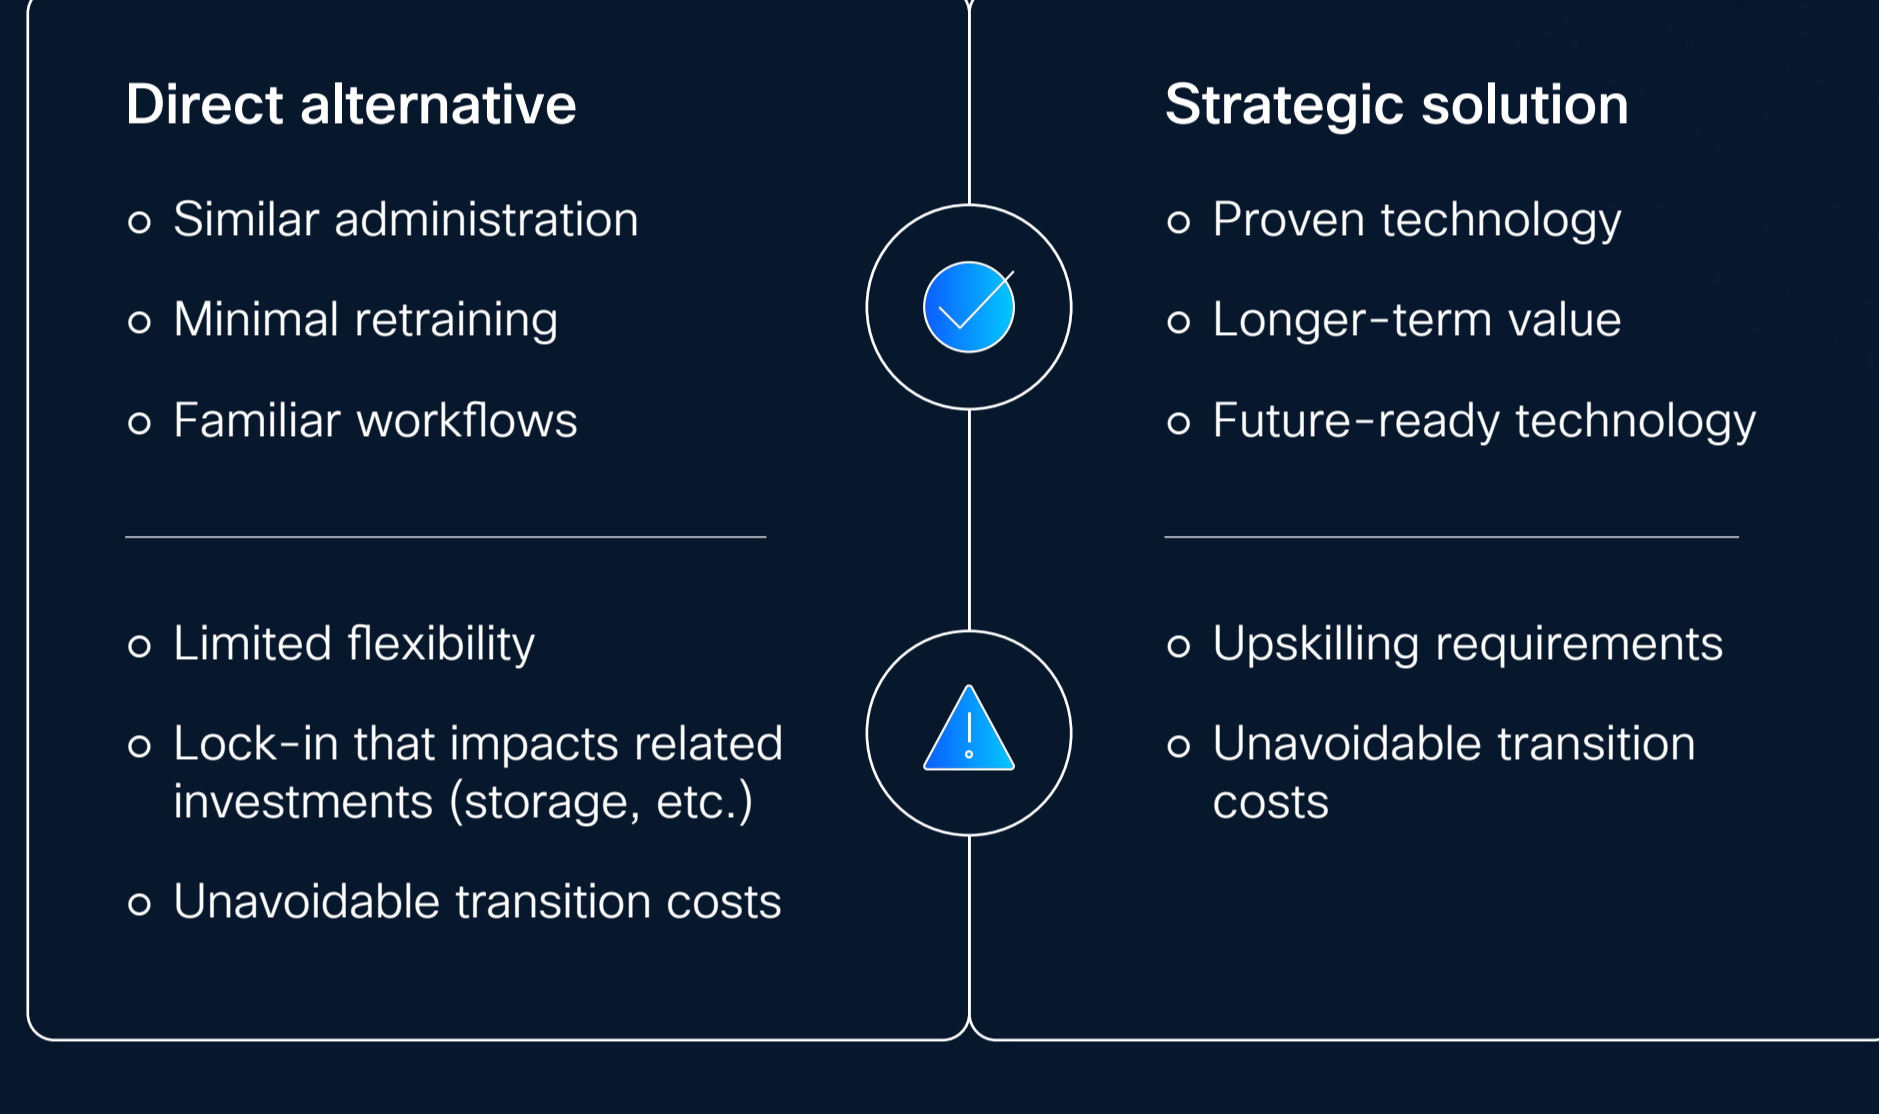 Direct alternative
Similar administration
Minimal retraining
Familiar workflows
Limited flexibility
Lock-in that impacts related
investments (storage, etc.)
Unavoidable transition costs
Strategic solution
Proven technology
Longer-term value
Future-ready technology
Upskilling requirements
Unavoidable transition
costs